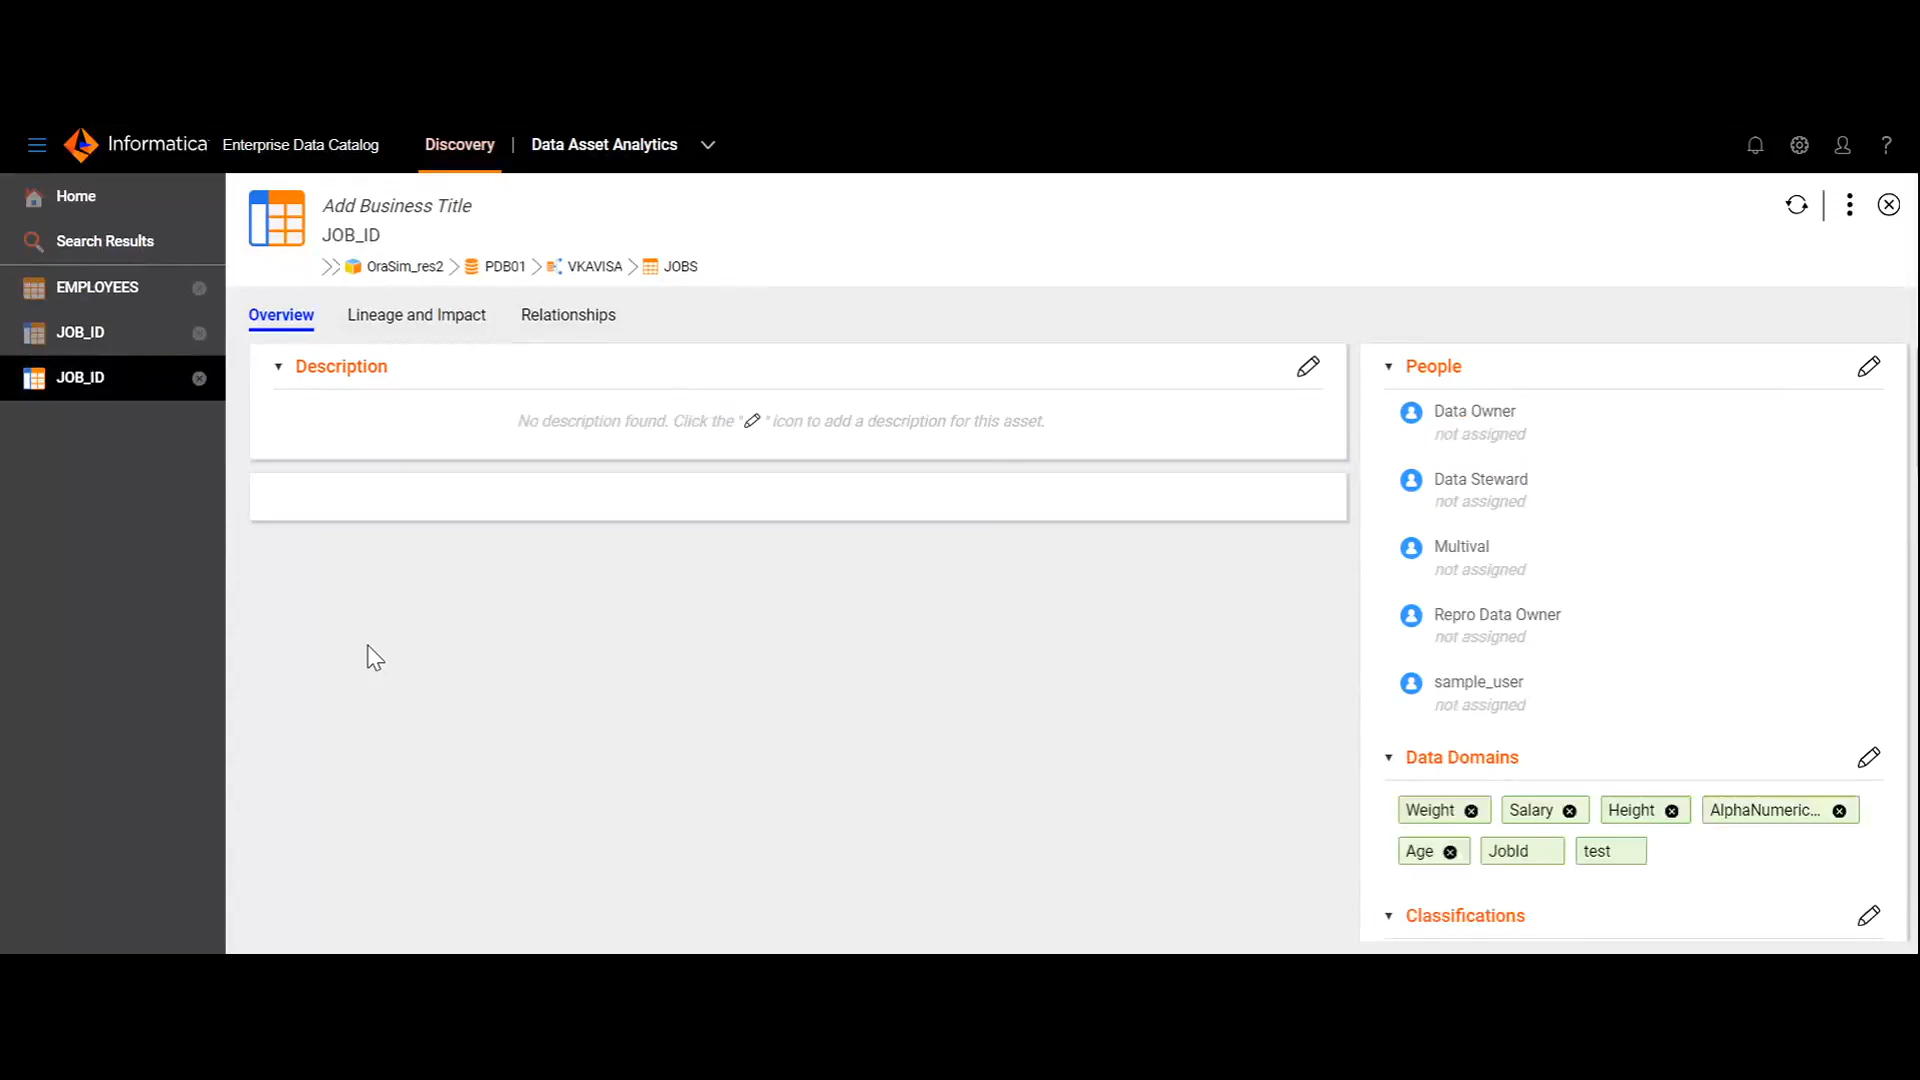 Informatica Enterprise Data Catalog Discovery | Data Asset Analytics ?
Home
Search Results
EMPLOYEES
JOB_ID
JOB_ID
Add Business Title
JOB_ID
OraSim_res2 PDB01 VKAVISA JOBS
Overview Lineage and Impact Relationships
Description
No description found. Click the " " icon to add a description for this asset.
People
Data Owner
not assigned
Data Steward
not assigned
Multival
not assigned
Repro Data Owner
not assigned
sample_user
not assigned
Data Domains
Weight Salary Height AlphaNumeric...
Age JobId test
Classifications